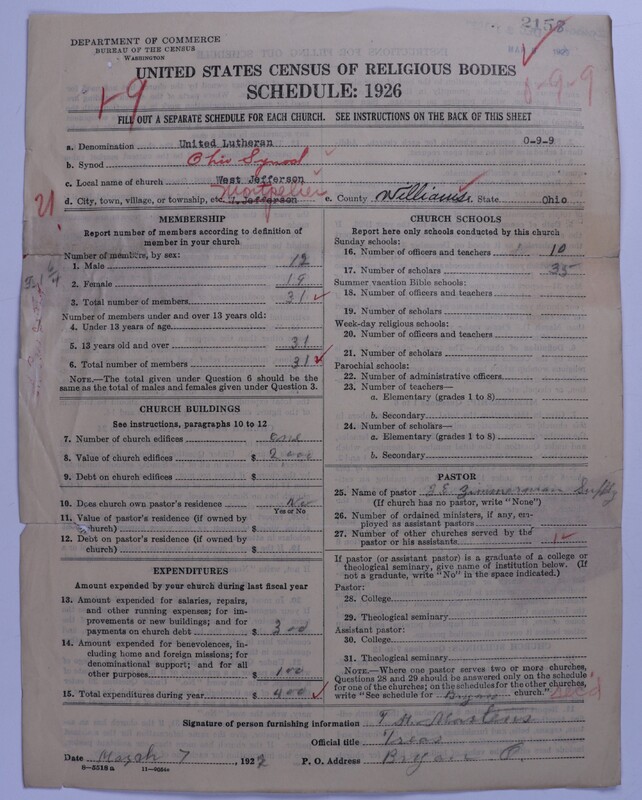 2158
DEPARTMENT OF COMMERCE
BUREAU OF THE CENSUS
WASHINGTON
UNITED STATES CENSUS OF RELIGIOUS BODIES
SCHEDULE: 1926
1-9
0-9-9
FILL OUT A SEPARATE SCHEDULE FOR EACH CHURCH. SEE INSTRUCTIONS ON THE BACK OF THIS SHEET
a. Denomination United Lutheran 0-9-9
b. Synod Ohio Synod
c. Local name of church West Jefferson
Montpelier
d. City, town, village, or township, etc. W. Jefferson e. County Williams State Ohio
MEMBERSHIP
Report number of members according to definition of
member in your church
Number of members, by sex:
1. Male 12
2. Female 19
3. Total number of members 31
Number of members under and over 13 years old:
4. Under 13 years of age
5. 13 years old and over 31
6. Total number of members 31
NOTE.—The total given under Question 6 should be
same as the total of males and females given under Question 3.
CHURCH BUILDINGS
See instructions, paragraphs 10 to 12
7. Number of church edifices one
8. Value of church edifices $ 2,000
9. Debt on church edifices $
10. Does church own pastor's residence No
Yes or No
11. Value of pastor's residence (if owned by
church) $
12. Debt on pastor's residence (if owned by
church) $
EXPENDITURES
Amount expended by your church during last fiscal year
13. Amount expended for salaries, repairs,
and other running expenses; for im-
provements or new buildings; and for
payments on church debt $ 300
14. Amount expended for benevolences, in-
cluding home and foreign missions; for
denominational support; and for all
other purposes $ 100
15. Total expenditures during year $ 400
CHURCH SCHOOLS
Report here only schools conducted by this church
Sunday schools:
16. Number of officers and teachers 10
17. Number of scholars 35
Summer vacation Bible schools:
18. Number of officers and teachers
19. Number of scholars
Week-day religious schools:
20. Number of officers and teachers
21. Number of scholars
Parochial schools:
22. Number of administrative officers
23. Number of teachers—
a. Elementary (grades 1 to 8)
b. Secondary
24. Number of scholars—
a. Elementary (grades 1 to 8)
b. Secondary
PASTOR
25. Name of pastor Zimmerman Supply
(If church has no pastor, write "None")
26. Number of ordained ministers, if any, em-
ployed as assistant pastors
27. Number of other churches served by the
pastor or his assistants 1
If pastor (or assistant pastor) is a graduate of a college or
theological seminary, give name of institution below. (If
not a graduate, write "No" in the space indicated.)
Pastor:
28. College
29. Theological seminary
Assistant pastor:
30. College
31. Theological seminary
NOTE.—Where one pastor serves two or more churches,
Questions 28 and 29 should be answered only on the schedule
for one of the churches; on the schedules for the other churches,
write "See schedule for Bryan church."
Signature of person furnishing information
Official title Treas
Date March 7, 1927 P. O. Address Bryan O.
8-5518a